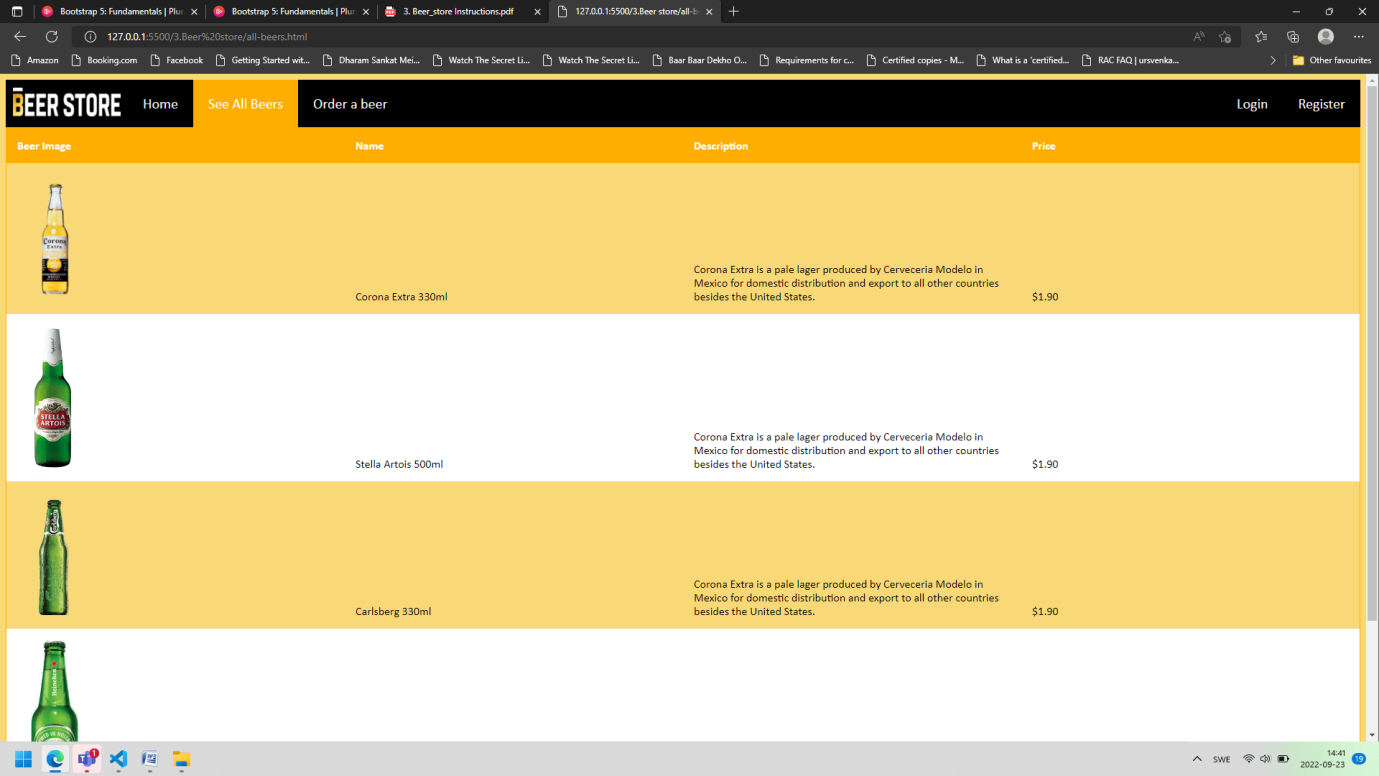 Bootstrap 5: Fundamentals | Plur
Bootstrap 5: Fundamentals | Plur
3. Beer_store Instructions.pdf
127.0.0.1:5500/3.Beer store/all-b
127.0.0.1:5500/3.Beer%20store/all-beers.html
Amazon Booking.com Facebook Getting Started wit... Dharam Sankat Mei... Watch The Secret Li... Watch The Secret Li... Baar Baar Dekho O... Requirements for c... Certified copies - M... What is a 'certified... RAC FAQ | ursvenka... Other favourites
BEER STORE Home See All Beers Order a beer Login Register
Beer Image Name Description Price
Corona Extra
Corona Extra 330ml
Corona Extra is a pale lager produced by Cerveceria Modelo in
Mexico for domestic distribution and export to all other countries
besides the United States.
$1.90
STELLA
ARTOIS
Stella Artois 500ml
Corona Extra is a pale lager produced by Cerveceria Modelo in
Mexico for domestic distribution and export to all other countries
besides the United States.
$1.90
Carlsberg
Carlsberg 330ml
Corona Extra is a pale lager produced by Cerveceria Modelo in
Mexico for domestic distribution and export to all other countries
besides the United States.
$1.90
Heineken
1
SWE
14:41
2022-09-23
19